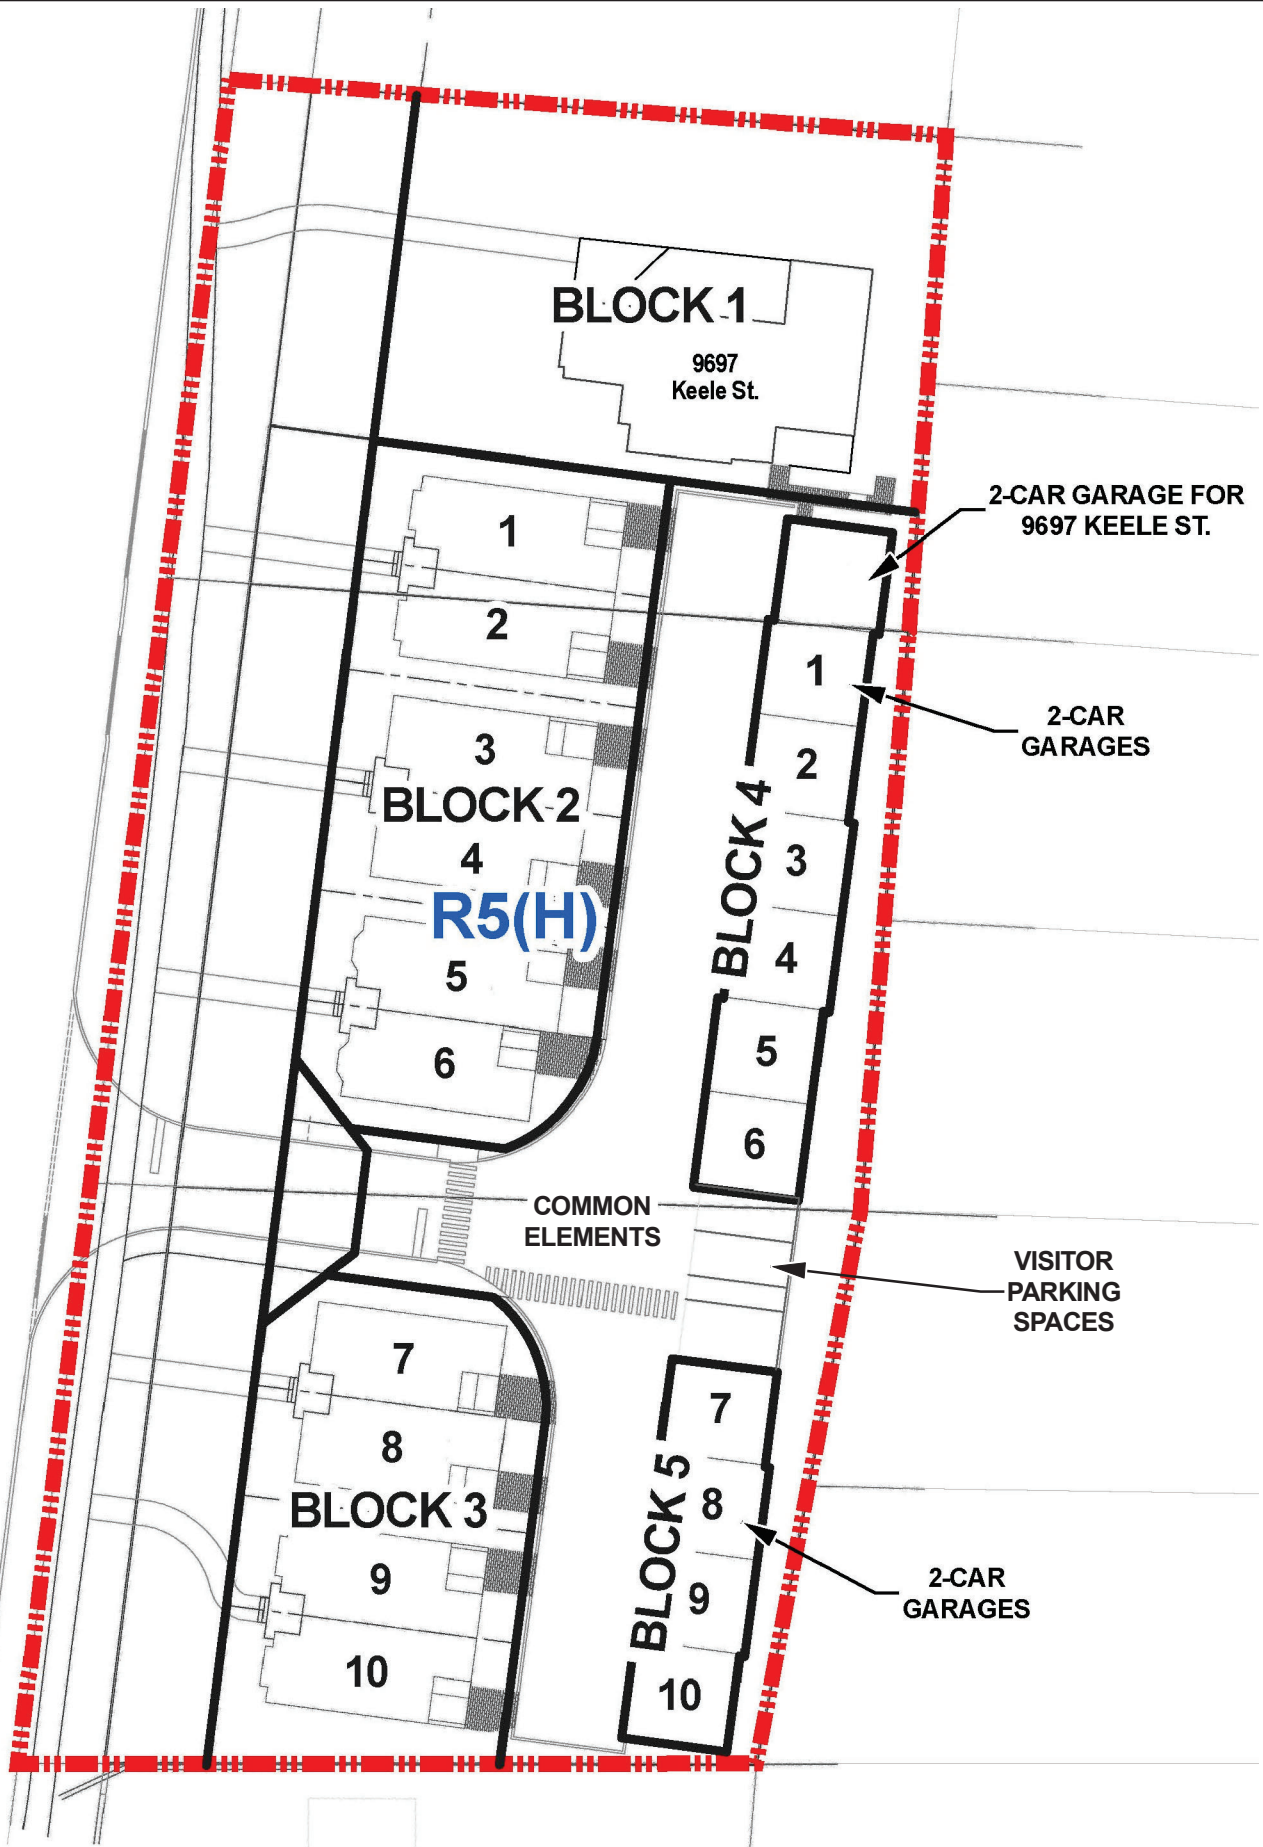 BLOCK 1
9697
Keele St.
2-CAR GARAGE FOR
9697 KEELE ST.
1
2
3
BLOCK 2
4
R5(H)
5
6
1
2-CAR
GARAGES
2
BLOCK 4
3
4
5
6
COMMON
ELEMENTS
VISITOR
PARKING
SPACES
7
8
BLOCK 3
9
10
7
BLOCK 5
8
9
2-CAR
GARAGES
10